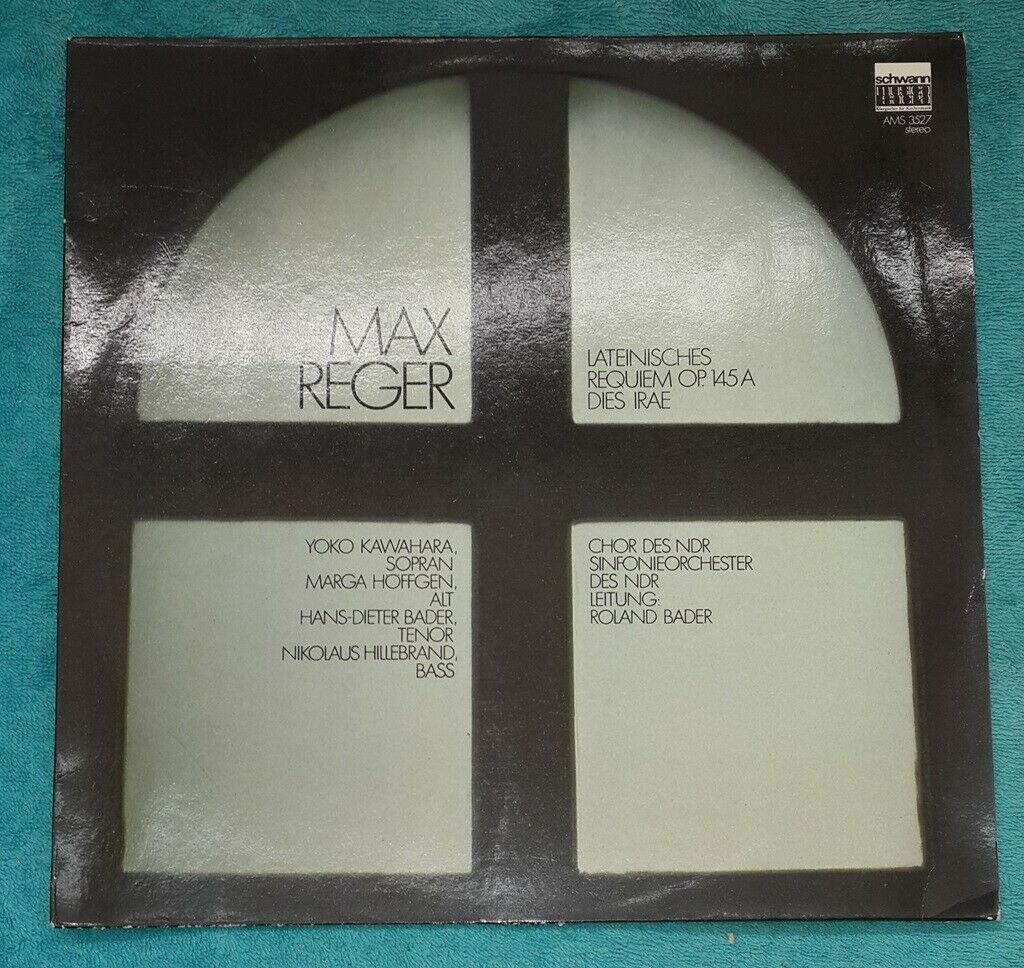 schwann
AMS 3527
stereo
MAX
REGER
LATEINISCHES
REQUIEM OP. 145 A
DIES IRAE
YOKO KAWAHARA,
SOPRAN
MARGA HOFFGEN,
ALT
HANS-DIETER BADER,
TENOR
NIKOLAUS HILLEBRAND,
BASS
CHOR DES NDR
SINFONIEORCHESTER
DES NDR
LEITUNG:
ROLAND BADER